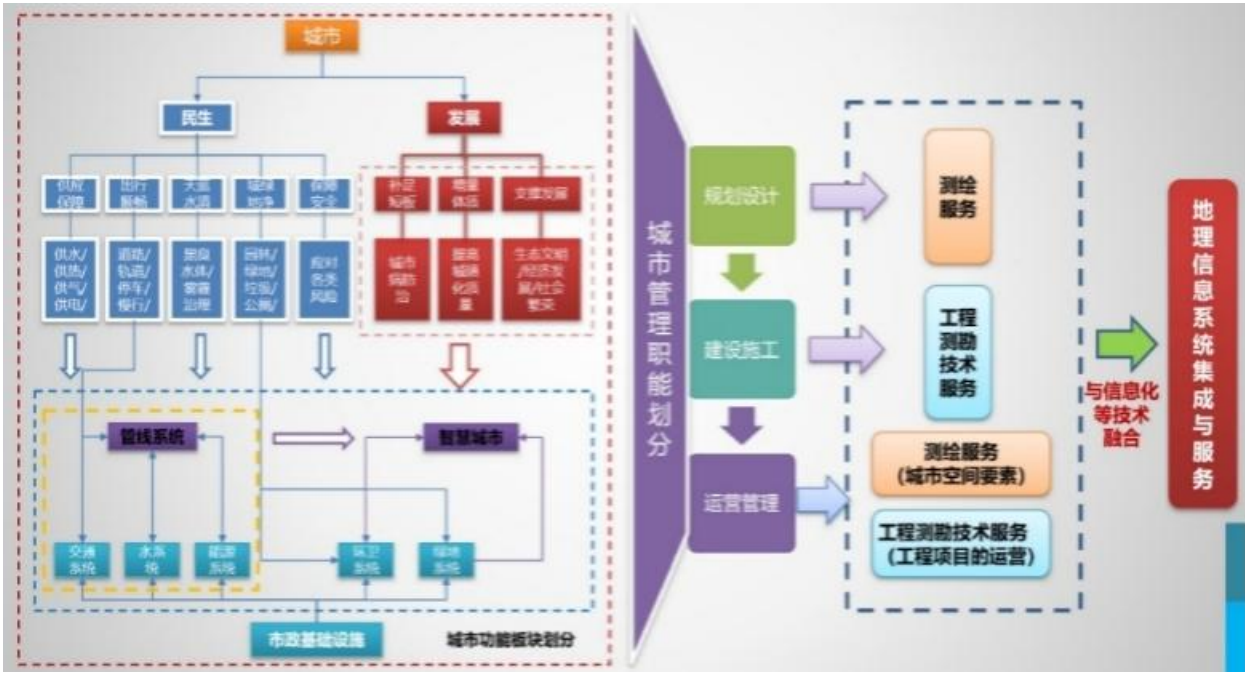 城市
民生
发展
供应
保障
出行
顺畅
天蓝
水清
城绿
地净
保障
安全
补足
短板
增量
体质
支撑发展
供水/
供热/
供气/
供电/
道路/
轨道/
停车/
慢行/
水体/
雾霾
治理
园林/
绿地/
垃圾/
公厕/
应对
各类
风险
城市
病防
治
提高
城镇
化质
量
生态文明
/经济发
展/社会
繁荣
管线系统
智慧城市
交通
系统
水系
统
能源
系统
环卫
系统
绿地
系统
市政基础设施
城市功能板块划分
城市管理职能划分
规划设计
建设施工
运营管理
测绘
服务
工程
测勘
技术
服务
测绘服务
（城市空间要素）
工程测勘技术服务
（工程项目的运营）
与信息化
等技术
融合
地理信息系统集成与服务